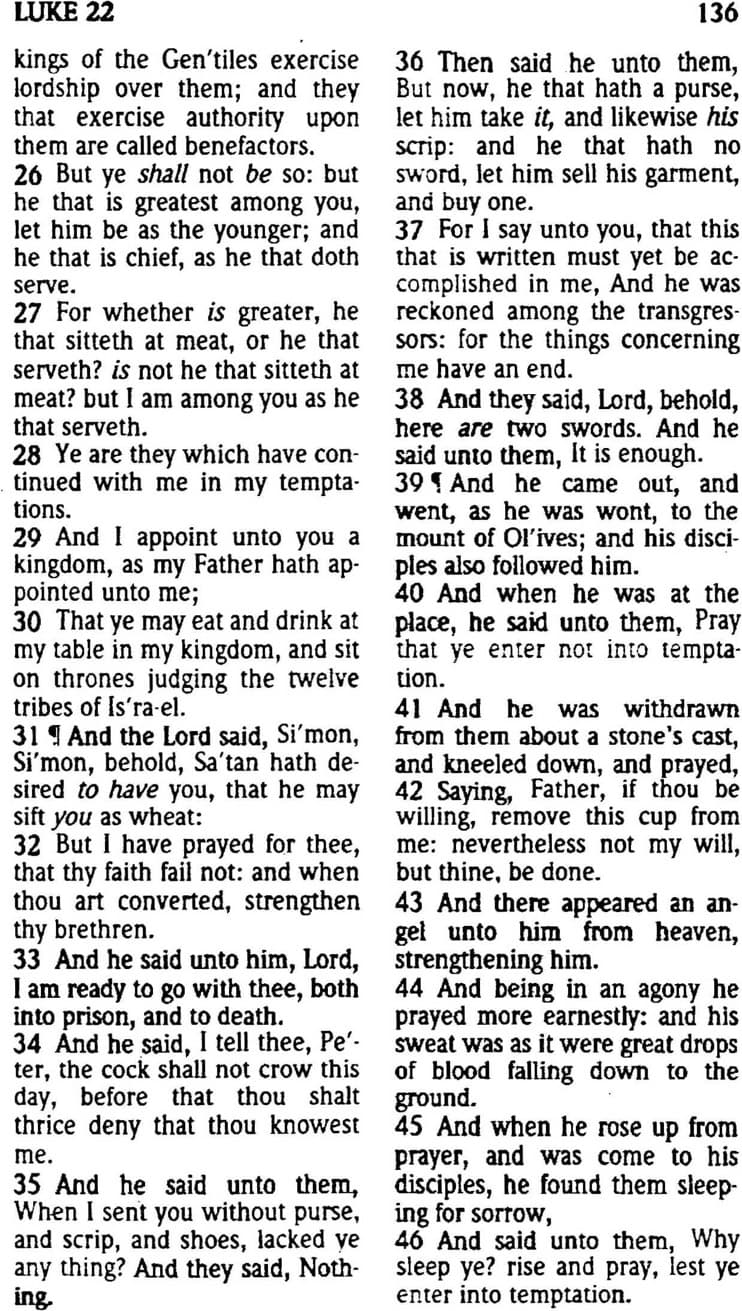 LUKE 22
136
kings of the Gen'tiles exercise
lordship over them; and they
that exercise authority upon
them are called benefactors.
26 But ye shall not be so: but
he that is greatest among you,
let him be as the younger; and
he that is chief, as he that doth
serve.
27 For whether is greater, he
that sitteth at meat, or he that
serveth? is not he that sitteth at
meat? but I am among you as he
that serveth.
28 Ye are they which have con-
tinued with me in my tempta-
tions.
29 And I appoint unto you a
kingdom, as my Father hath ap-
pointed unto me;
30 That ye may eat and drink at
my table in my kingdom, and sit
on thrones judging the twelve
tribes of Is'ra-el.
31 ¶ And the Lord said, Si'mon,
Si'mon, behold, Sa'tan hath de-
sired to have you, that he may
sift you as wheat:
32 But I have prayed for thee,
that thy faith fail not: and when
thou art converted, strengthen
thy brethren.
33 And he said unto him, Lord,
I am ready to go with thee, both
into prison, and to death.
34 And he said, I tell thee, Pe'-
ter, the cock shall not crow this
day, before that thou shalt
thrice deny that thou knowest
me.
35 And he said unto them,
When I sent you without purse,
and scrip, and shoes, lacked ye
any thing? And they said, Noth-
ing.
36 Then said he unto them,
But now, he that hath a purse,
let him take it, and likewise his
scrip: and he that hath no
sword, let him sell his garment,
and buy one.
37 For I say unto you, that this
that is written must yet be ac-
complished in me, And he was
reckoned among the transgres-
sors: for the things concerning
me have an end.
38 And they said, Lord, behold,
here are two swords. And he
said unto them, It is enough.
39 ¶ And he came out, and
went, as he was wont, to the
mount of Ol'ives; and his disci-
ples also followed him.
40 And when he was at the
place, he said unto them, Pray
that ye enter not into tempta-
tion.
41 And he was withdrawn
from them about a stone's cast,
and kneeled down, and prayed,
42 Saying, Father, if thou be
willing, remove this cup from
me: nevertheless not my will,
but thine, be done.
43 And there appeared an an-
gel unto him from heaven,
strengthening him.
44 And being in an agony he
prayed more earnestly: and his
sweat was as it were great drops
of blood falling down to the
ground.
45 And when he rose up from
prayer, and was come to his
disciples, he found them sleep-
ing for sorrow,
46 And said unto them, Why
sleep ye? rise and pray, lest ye
enter into temptation.